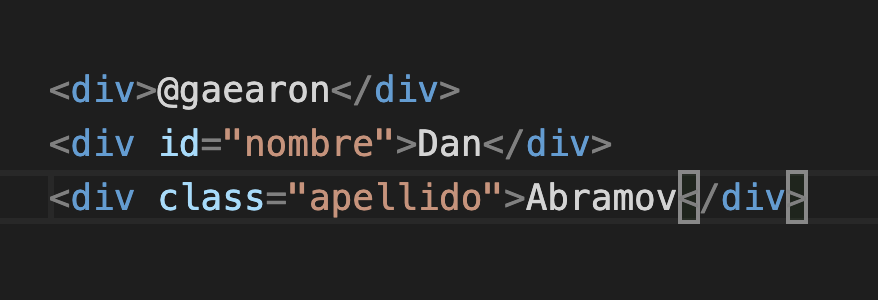 <div>@gaearon</div>
<div id="nombre">Dan</div>
<div class="apellido">Abramov</div>